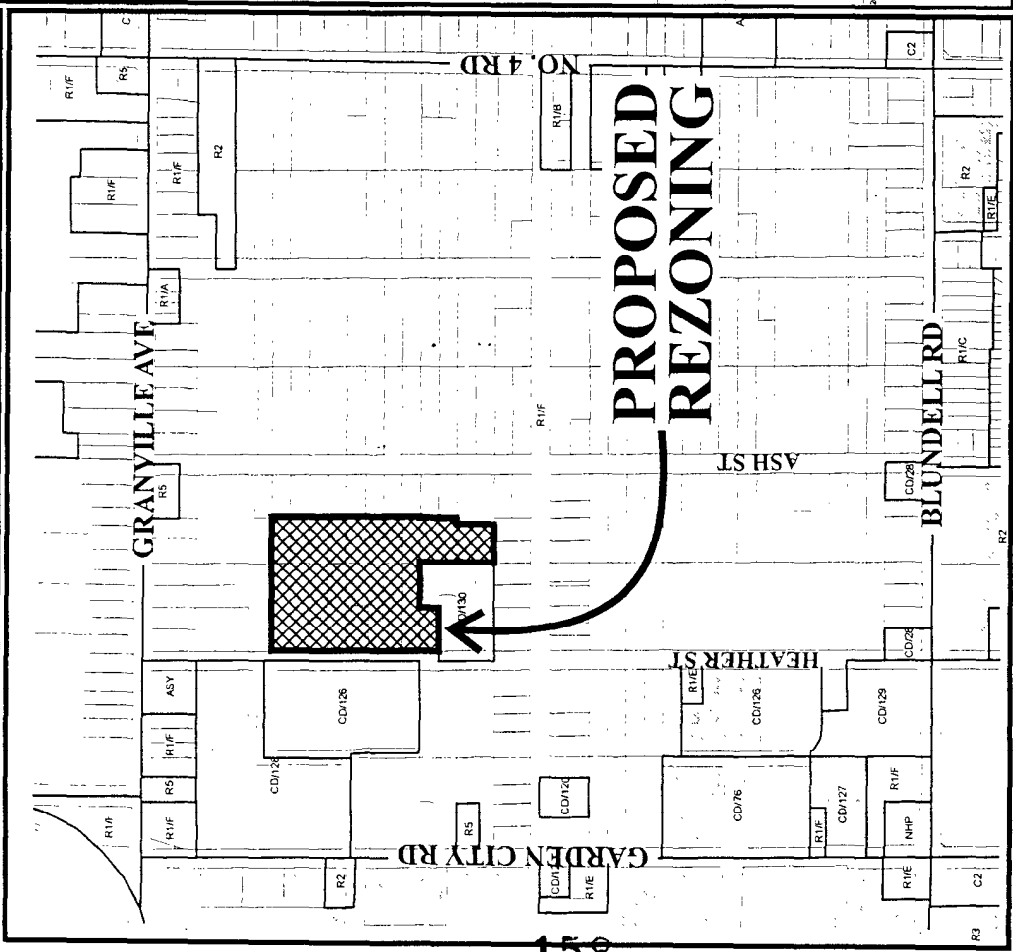 C
C2
R5
R1/F
NO. 4 RD
R1/B
R2
R1/F
R1/F
R2
R1/E
PROPOSED
REZONING
R1/A
GRANVILLE AVE
R1/C
BLUNDELL RD
R1/F
ASH ST
R5
CD/28
R2
CD/130
HEATHER ST
CD/28
ASY
CD/126
R1/E
CD/126
CD/129
R1/F
CD/128
R5
CD/120
CD/76
R1/F
R1/F
R1/F
R5
R1/F
CD/127
NHP
GARDEN CITY RD
R2
R1/E
R1/E
C2
R3